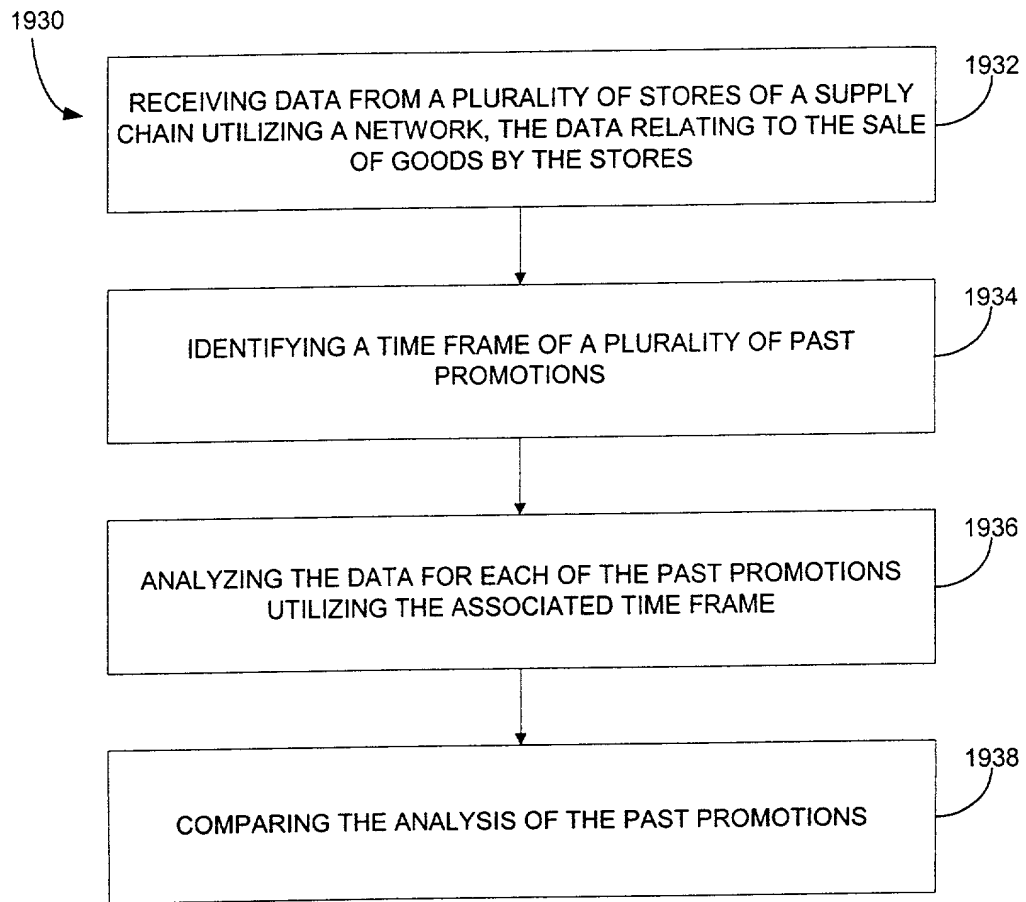 1930
1932
RECEIVING DATA FROM A PLURALITY OF STORES OF A SUPPLY
CHAIN UTILIZING A NETWORK, THE DATA RELATING TO THE SALE
OF GOODS BY THE STORES
1934
IDENTIFYING A TIME FRAME OF A PLURALITY OF PAST
PROMOTIONS
1936
ANALYZING THE DATA FOR EACH OF THE PAST PROMOTIONS
UTILIZING THE ASSOCIATED TIME FRAME
1938
COMPARING THE ANALYSIS OF THE PAST PROMOTIONS